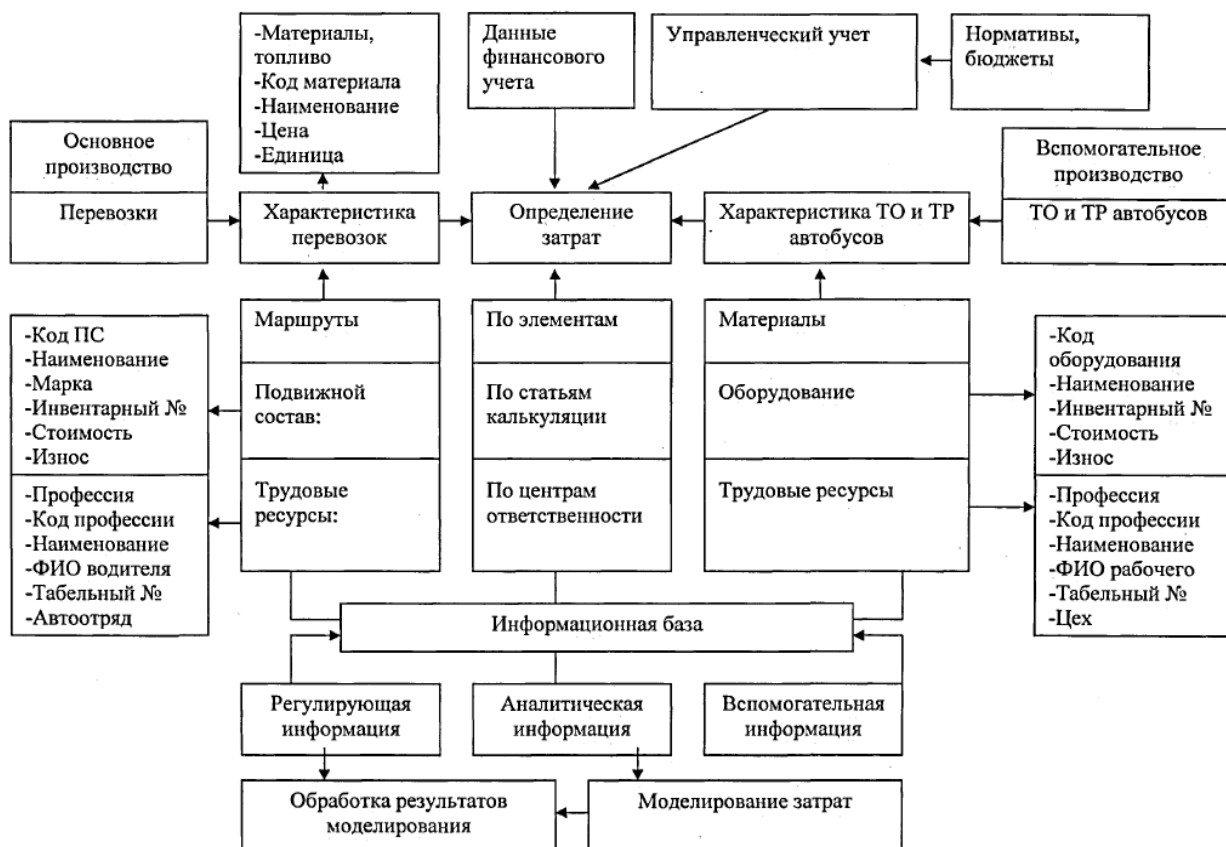 -Материалы,
топливо
-Код материала
-Наименование
-Цена
-Единица
Данные
финансового
учета
Управленческий учет
Нормативы,
бюджеты
Основное
производство
Перевозки
Характеристика
перевозок
Определение
затрат
Характеристика ТО и ТР
автобусов
Вспомогательное
производство
ТО и ТР автобусов
-Код ПС
-Наименование
-Марка
-Инвентарный №
-Стоимость
-Износ
-Профессия
-Код профессии
-Наименование
-ФИО водителя
-Табельный №
-Автоотряд
Маршруты
Подвижной
состав:
Трудовые
ресурсы:
По элементам
По статьям
калькуляции
По центрам
ответственности
Материалы
Оборудование
Трудовые ресурсы
-Код
оборудования
-Наименование
-Инвентарный №
-Стоимость
-Износ
-Профессия
-Код профессии
-Наименование
-ФИО рабочего
-Табельный №
-Цех
Информационная база
Регулирующая
информация
Аналитическая
информация
Вспомогательная
информация
Обработка результатов
моделирования
Моделирование затрат